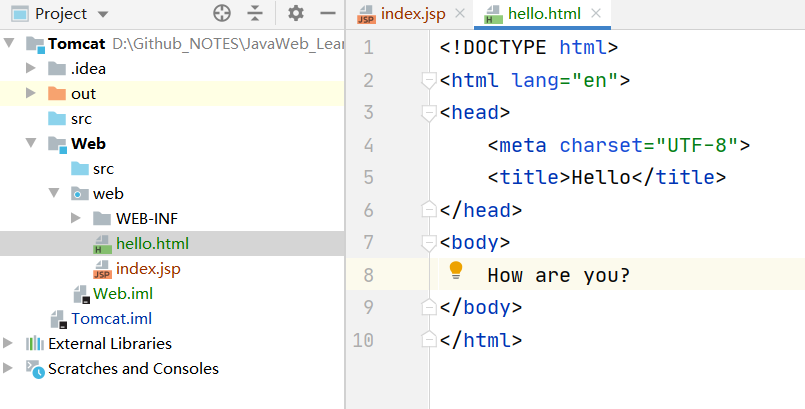 Project
Tomcat D:\Github_NOTES\JavaWeb_Lea
.idea
out
src
Web
src
web
WEB-INF
hello.html
index.jsp
Web.iml
Tomcat.iml
External Libraries
Scratches and Consoles
index.jsp hello.html
1 <!DOCTYPE html>
2 <html lang="en">
3 <head>
4 <meta charset="UTF-8">
5 <title>Hello</title>
6 </head>
7 <body>
8 How are you?
9 </body>
10 </html>